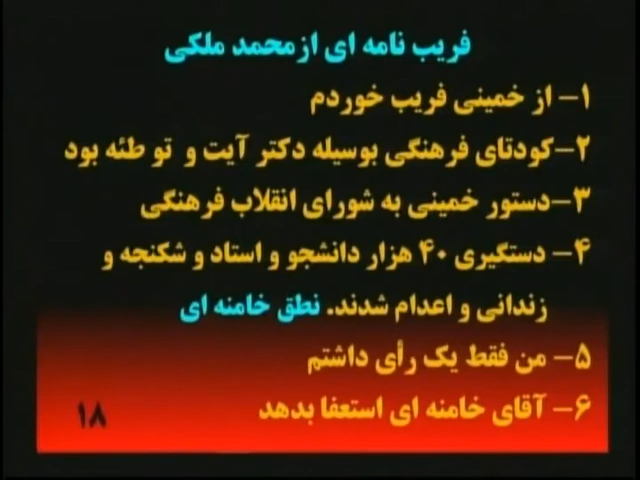 فریب نامه ای از محمد ملکی
۱- از خمینی فریب خوردم
۲- کودتای فرهنگی بوسیله دکتر آیت و تو طئه بود
۳- دستور خمینی به شورای انقلاب فرهنگی
۴- دستگیری ۴۰ هزار دانشجو و استاد و شکنجه و
زندانی و اعدام شدند. نطق خامنه ای
۵- من فقط یک رأی داشتم
۶- آقای خامنه ای استعفا بدهد
۱۸